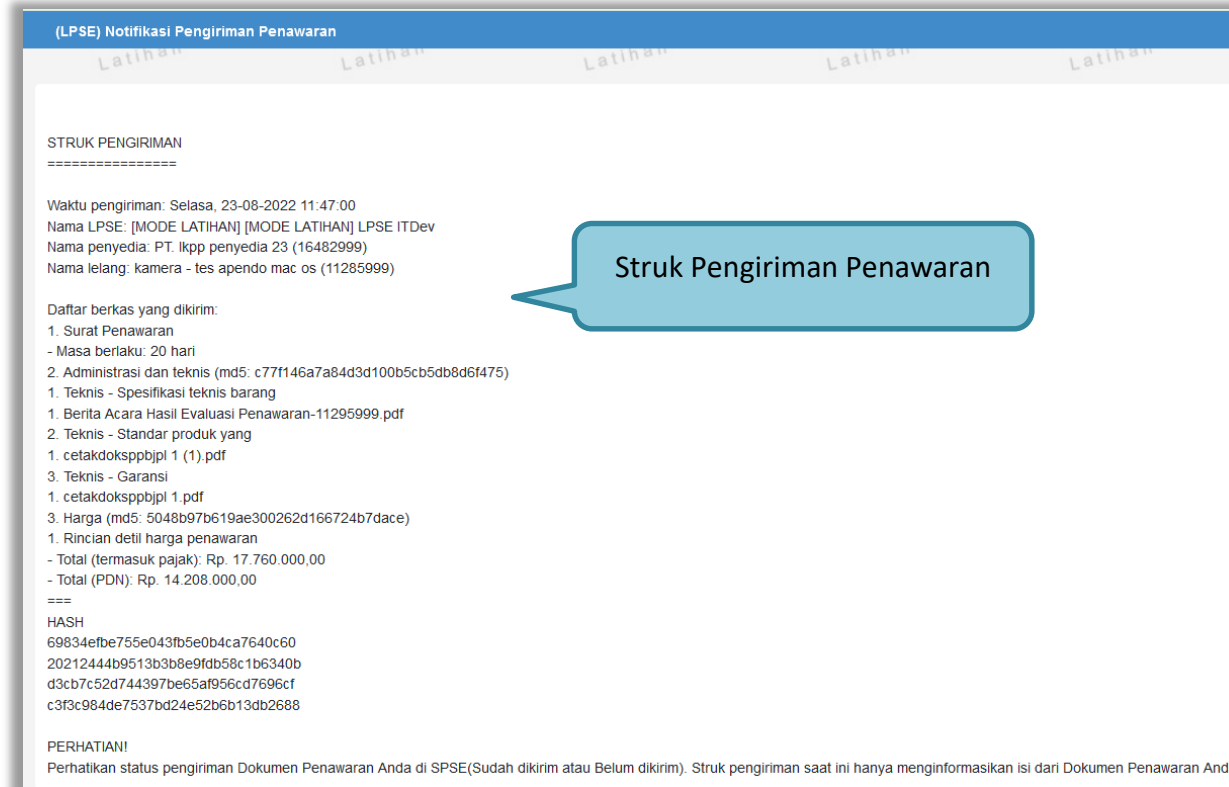 (LPSE) Notifikasi Pengiriman Penawaran
Latihan Latihan Latihan Latihan Latihan
STRUK PENGIRIMAN
================
Waktu pengiriman: Selasa, 23-08-2022 11:47:00
Nama LPSE: [MODE LATIHAN] [MODE LATIHAN] LPSE ITDev
Nama penyedia: PT. lkpp penyedia 23 (16482999)
Nama lelang: kamera - tes apendo mac os (11285999)
Struk Pengiriman Penawaran
Daftar berkas yang dikirim:
1. Surat Penawaran
- Masa berlaku: 20 hari
2. Administrasi dan teknis (md5: c77f146a7a84d3d100b5cb5db8d6f475)
1. Teknis - Spesifikasi teknis barang
1. Berita Acara Hasil Evaluasi Penawaran-11295999.pdf
2. Teknis - Standar produk yang
1. cetakdoksppbjpl 1 (1).pdf
3. Teknis - Garansi
1. cetakdoksppbjpl 1.pdf
3. Harga (md5: 5048b97b619ae300262d166724b7dace)
1. Rincian detil harga penawaran
- Total (termasuk pajak): Rp. 17.760.000,00
- Total (PDN): Rp. 14.208.000,00
===
HASH
69834efbe755e043fb5e0b4ca7640c60
20212444b9513b3b8e9fdb58c1b6340b
d3cb7c52d744397be65af956cd7696cf
c3f3c984de7537bd24e52b6b13db2688
PERHATIAN!
Perhatikan status pengiriman Dokumen Penawaran Anda di SPSE(Sudah dikirim atau Belum dikirim). Struk pengiriman saat ini hanya menginformasikan isi dari Dokumen Penawaran And